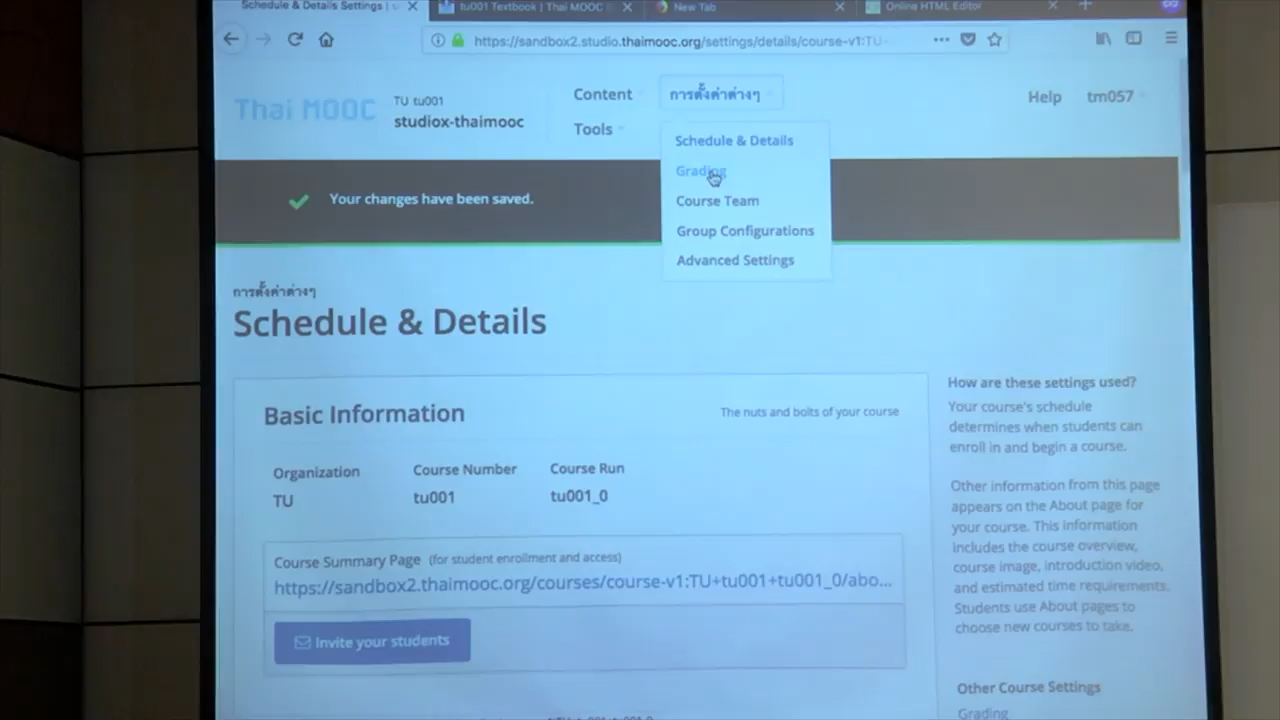 Schedule & Details Settings |
tu001 Textbook | Thai MOOC
New Tab
Online HTML Editor
https://sandbox2.studio.thaimooc.org/settings/details/course-v1:TU-
Thai MOOC
TU tu001
studiox-thaimooc
Content
การตั้งค่าต่างๆ
Tools
Help
tm057
Schedule & Details
Grading
Course Team
Group Configurations
Advanced Settings
Your changes have been saved.
การตั้งค่าต่างๆ
Schedule & Details
Basic Information
The nuts and bolts of your course
Organization
Course Number
Course Run
TU
tu001
tu001_0
Course Summary Page (for student enrollment and access)
https://sandbox2.thaimooc.org/courses/course-v1:TU+tu001+tu001_0/abo...
Invite your students
How are these settings used?
Your course's schedule
determines when students can
enroll in and begin a course.
Other information from this page
appears on the About page for
your course. This information
includes the course overview,
course image, introduction video,
and estimated time requirements.
Students use About pages to
choose new courses to take.
Other Course Settings
Grading